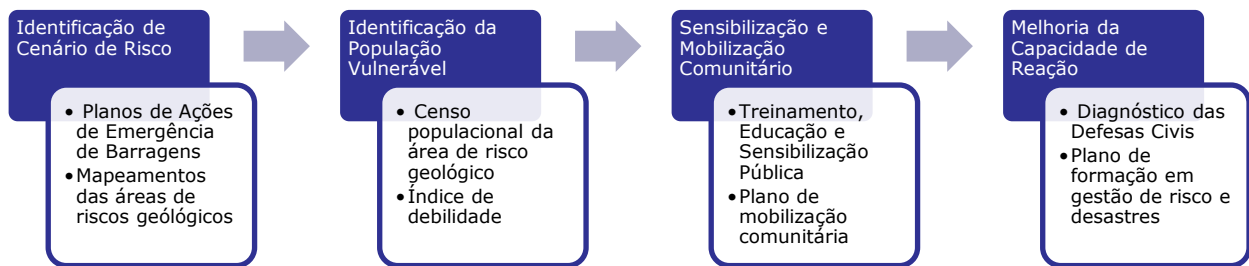 Identificação de
Cenário de Risco
• Planos de Ações
de Emergência
de Barragens
• Mapeamentos
das áreas de
riscos geológicos
Identificação da
População
Vulnerável
• Censo
populacional da
área de risco
geológico
• Índice de
debilidade
Sensibilização e
Mobilização
Comunitário
• Treinamento,
Educação e
Sensibilização
Pública
• Plano de
mobilização
comunitária
Melhoria da
Capacidade de
Reação
• Diagnóstico das
Defesas Civis
• Plano de
formação em
gestão de risco e
desastres